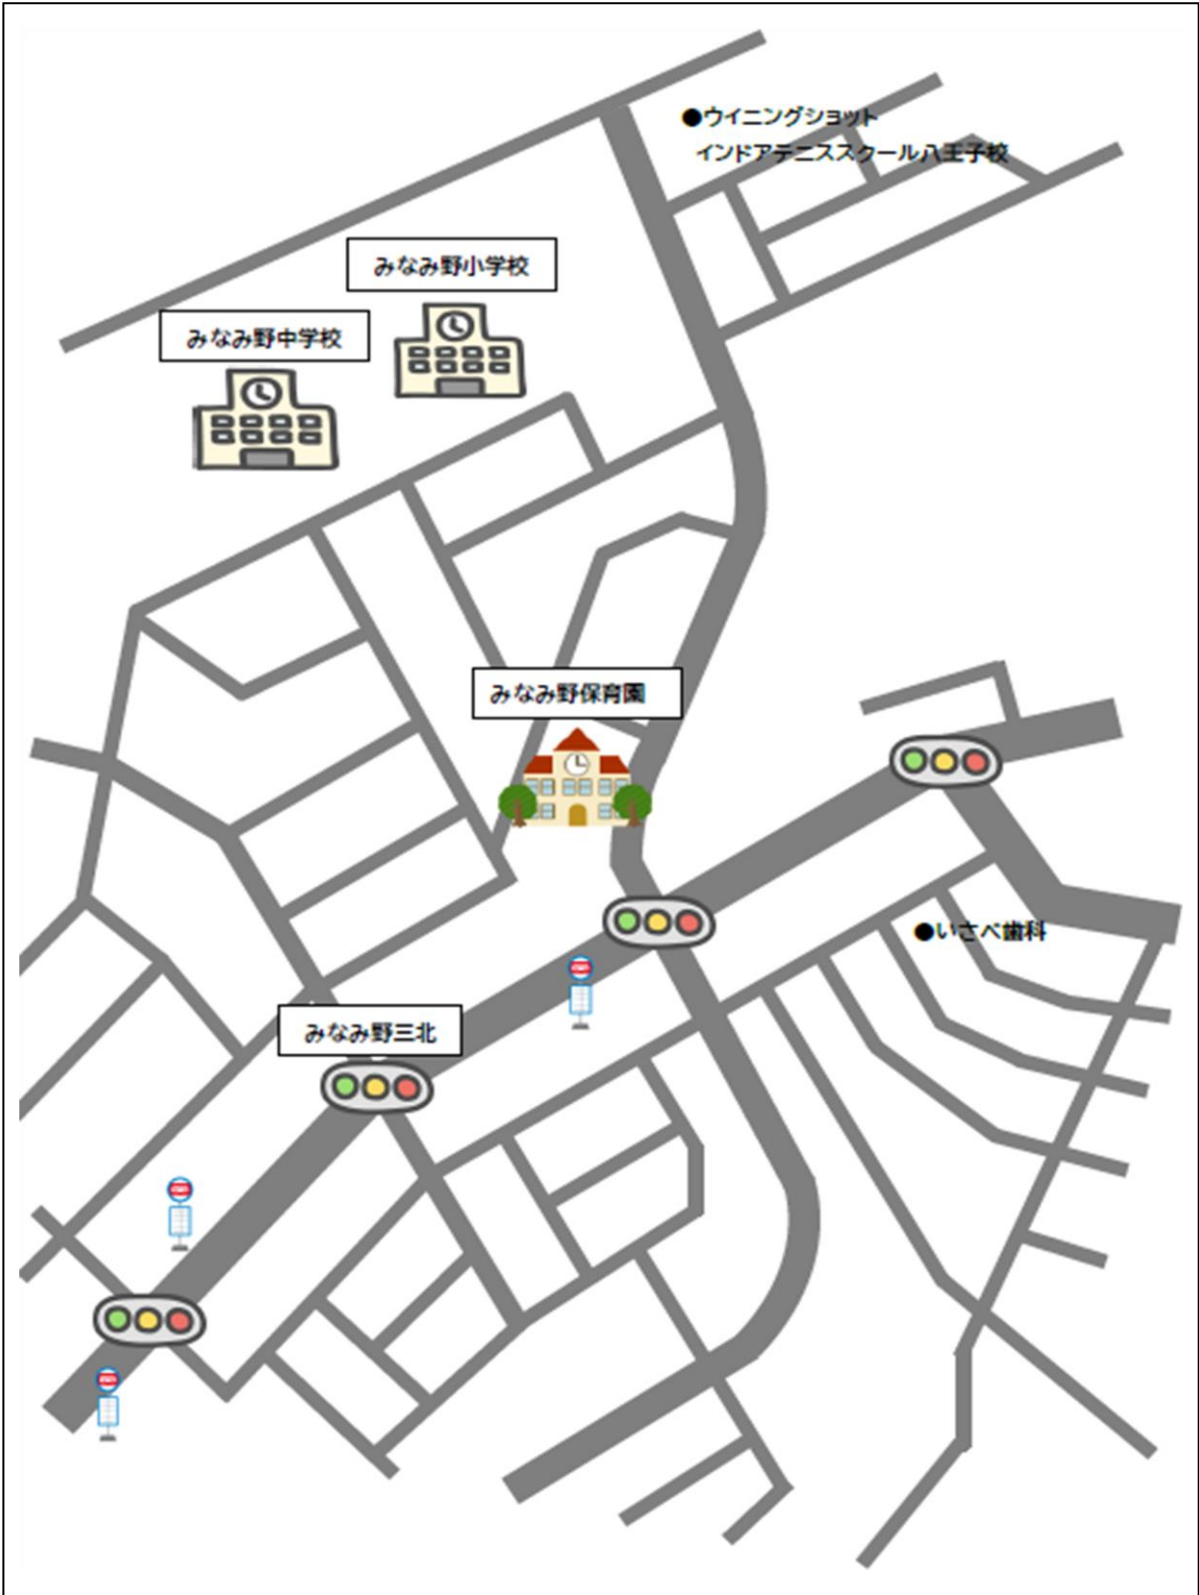 ●ウイニングショット
インドアテニススクール八王子校
みなみ野小学校
みなみ野中学校
みなみ野保育園
●いさべ歯科
みなみ野三北